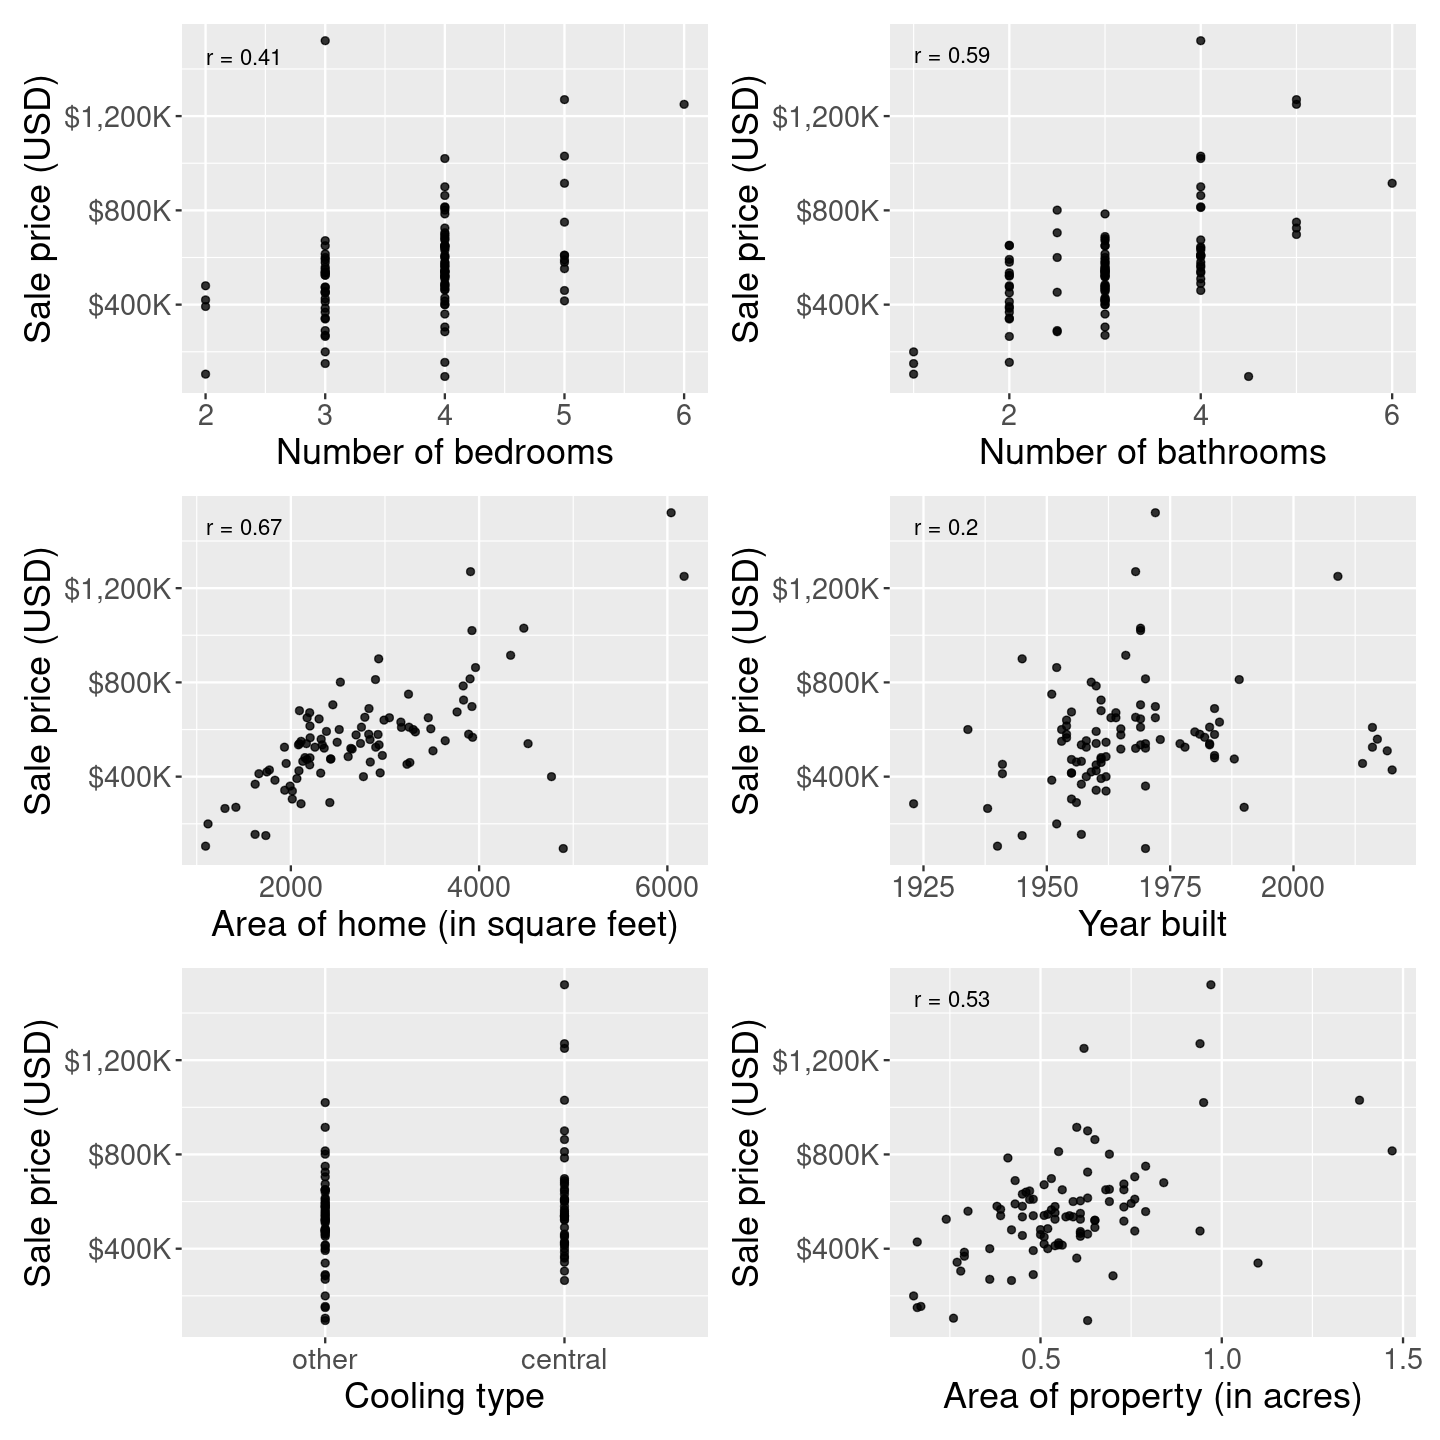 r = 0.41
$1,200K
$800K
$400K
Sale price (USD)
2 3 4 5 6
Number of bedrooms
r = 0.59
$1,200K
$800K
$400K
Sale price (USD)
2 4 6
Number of bathrooms
r = 0.67
$1,200K
$800K
$400K
Sale price (USD)
2000 4000 6000
Area of home (in square feet)
r = 0.2
$1,200K
$800K
$400K
Sale price (USD)
1925 1950 1975 2000
Year built
$1,200K
$800K
$400K
Sale price (USD)
other central
Cooling type
r = 0.53
$1,200K
$800K
$400K
Sale price (USD)
0.5 1.0 1.5
Area of property (in acres)